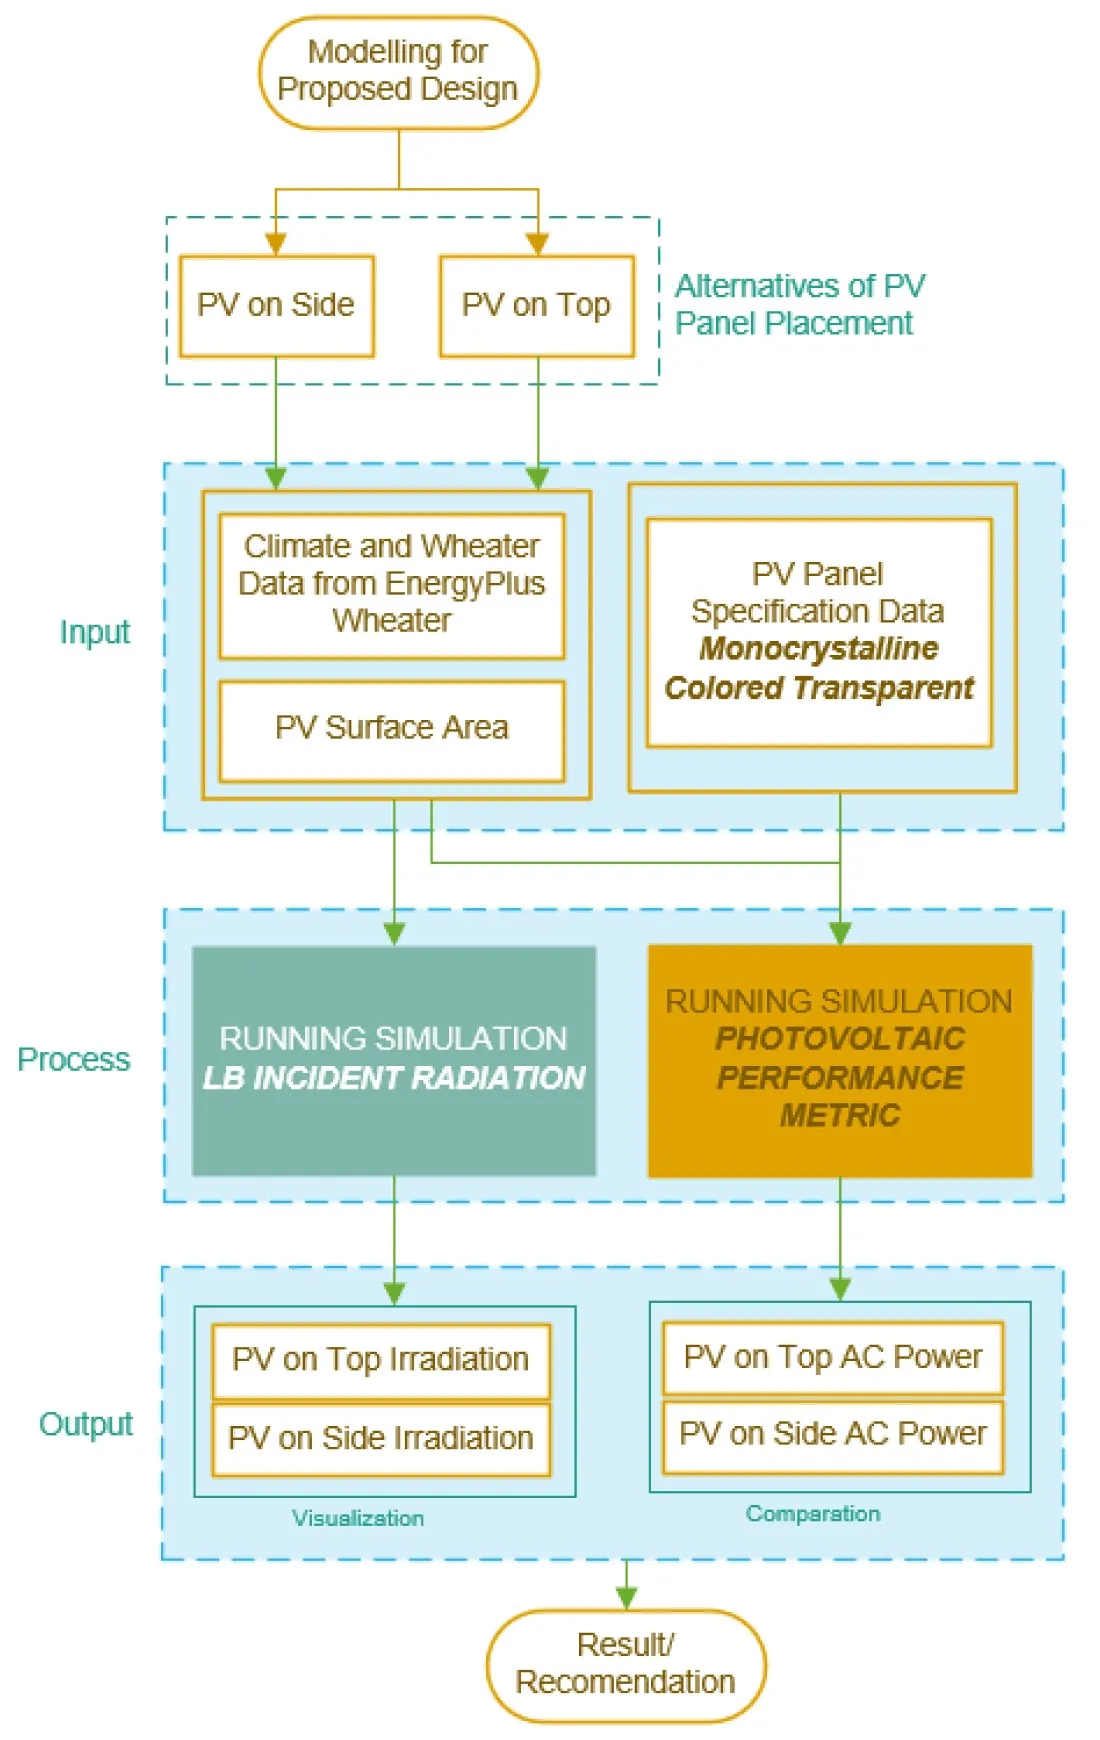 Modelling for
Proposed Design
PV on Side
PV on Top
Alternatives of PV
Panel Placement
Input
Climate and Wheater
Data from EnergyPlus
Wheater
PV Surface Area
PV Panel
Specification Data
Monocrystalline
Colored Transparent
Process
RUNNING SIMULATION
LB INCIDENT RADIATION
RUNNING SIMULATION
PHOTOVOLTAIC
PERFORMANCE
METRIC
Output
PV on Top Irradiation
PV on Side Irradiation
Visualization
PV on Top AC Power
PV on Side AC Power
Comparation
Result/
Recomendation